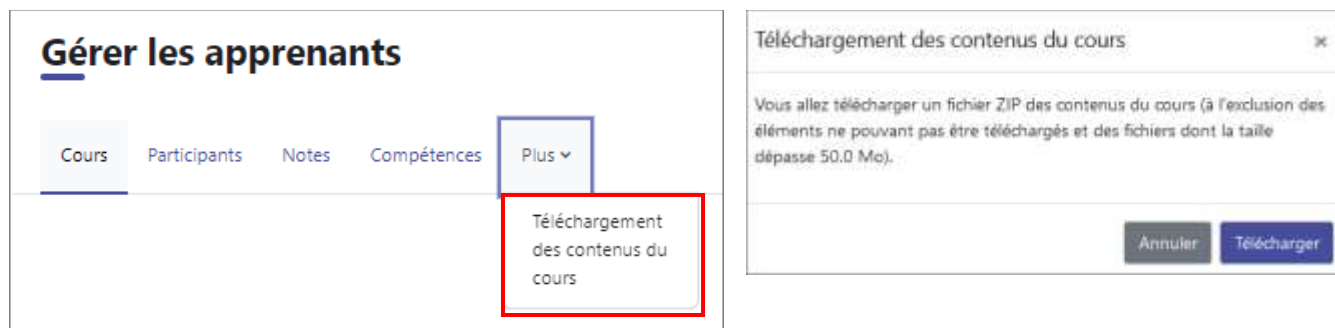 Gérer les apprenants
Cours Participants Notes Compétences Plus
Téléchargement
des contenus du
cours
Téléchargement des contenus du cours ×
Vous allez télécharger un fichier ZIP des contenus du cours (à l'exclusion des
éléments ne pouvant pas être téléchargés et des fichiers dont la taille
dépasse 50.0 Mo).
Annuler Télécharger